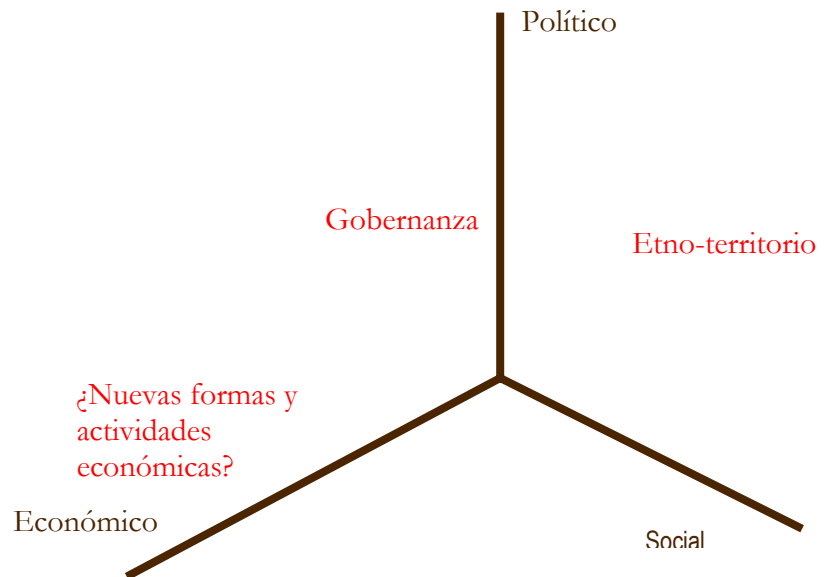 Político
Gobernanza
Etno-territorio
¿Nuevas formas y
actividades
económicas?
Económico
Social